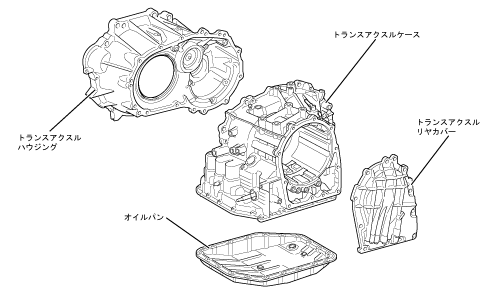 トランスアクスルケース
トランスアクスル
リヤカバー
トランスアクスル
ハウジング
オイルパン